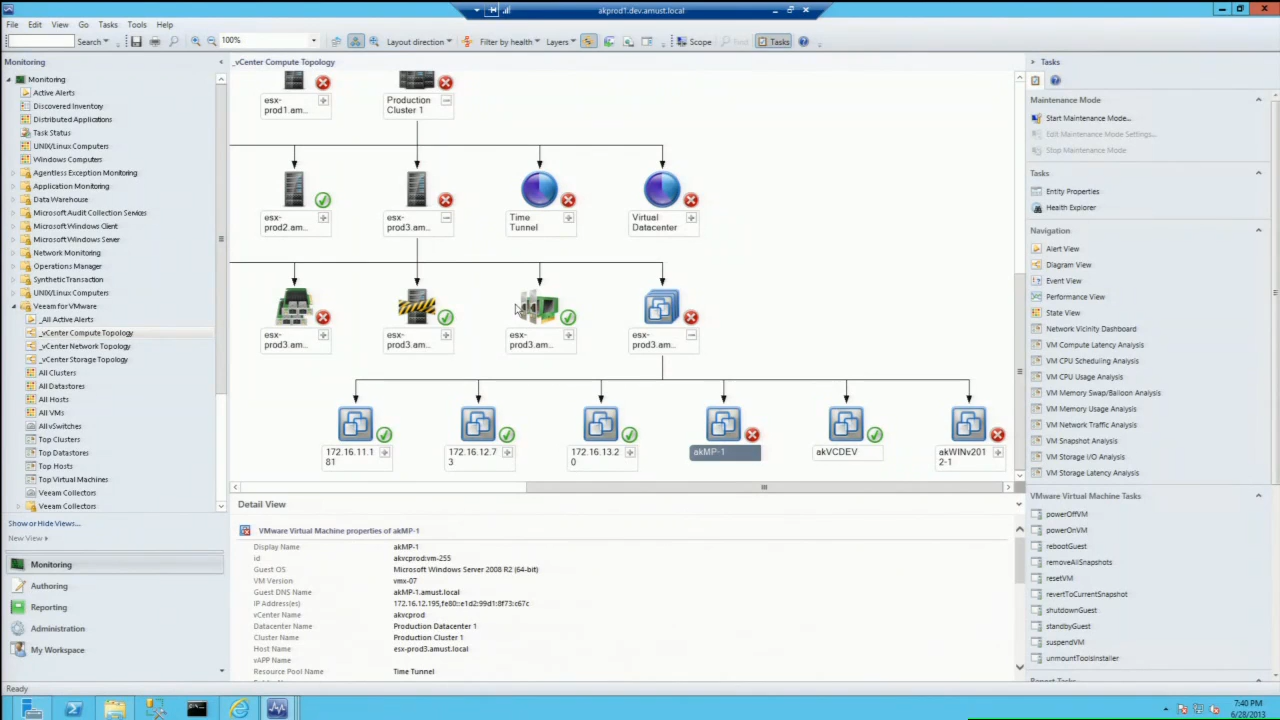 akprod1.dev.amust.local
File Edit View Go Tasks Tools Help
Search 100% Layout direction Filter by health Layers Scope Find Tasks
Monitoring
Monitoring
Active Alerts
Discovered Inventory
Distributed Applications
Task Status
UNIX/Linux Computers
Windows Computers
Agentless Exception Monitoring
Application Monitoring
Data Warehouse
Microsoft Audit Collection Services
Microsoft Windows Client
Microsoft Windows Server
Network Monitoring
Operations Manager
Synthetic Transaction
UNIX/Linux Computers
Veeam for VMware
_All Active Alerts
_vCenter Compute Topology
_vCenter Network Topology
_vCenter Storage Topology
All Clusters
All Datastores
All Hosts
All VMs
All vSwitches
Top Clusters
Top Datastores
Top Hosts
Top Virtual Machines
Veeam Collectors
Veeam Collectors
Show or Hide Views...
New View
Monitoring
Authoring
Reporting
Administration
My Workspace
Ready
_vCenter Compute Topology
esx-
prod1.am...
Production
Cluster 1
esx-
prod2.am...
esx-
prod3.am...
Time
Tunnel
Virtual
Datacenter
esx-
prod3.am...
esx-
prod3.am...
esx-
prod3.am...
esx-
prod3.am...
172.16.11.1
81
172.16.12.7
3
172.16.13.2
0
akMP-1
akVCDEV
akWINv201
2-1
Detail View
VMware Virtual Machine properties of akMP-1
Display Name akMP-1
id akvcprod:vm-255
Guest OS Microsoft Windows Server 2008 R2 (64-bit)
VM Version vmx-07
Guest DNS Name akMP-1.amust.local
IP Address(es) 172.16.12.195,fe80::e1d2:99d1:8f73:c67c
vCenter Name akvcprod
Datacenter Name Production Datacenter 1
Cluster Name Production Cluster 1
Host Name esx-prod3.amust.local
vAPP Name
Resource Pool Name Time Tunnel
Tasks
Maintenance Mode
Start Maintenance Mode...
Edit Maintenance Mode Settings...
Stop Maintenance Mode
Tasks
Entity Properties
Health Explorer
Navigation
Alert View
Diagram View
Event View
Performance View
State View
Network Vicinity Dashboard
VM Compute Latency Analysis
VM CPU Scheduling Analysis
VM CPU Usage Analysis
VM Memory Swap/Balloon Analysis
VM Memory Usage Analysis
VM Network Traffic Analysis
VM Snapshot Analysis
VM Storage I/O Analysis
VM Storage Latency Analysis
VMware Virtual Machine Tasks
powerOffVM
powerOnVM
rebootGuest
removeAllSnapshots
resetVM
revertToCurrentSnapshot
shutdownGuest
standbyGuest
suspendVM
unmountToolsInstaller
Report Tasks
7:40 PM
6/28/2013